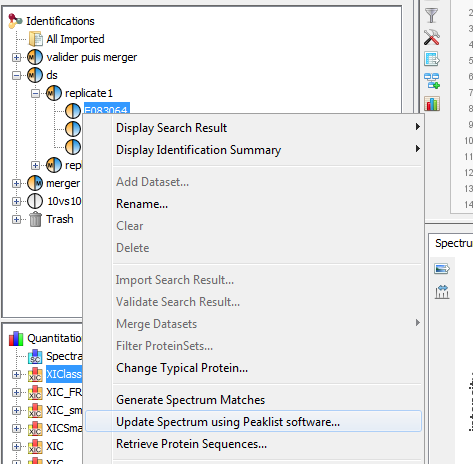 Identifications
All Imported
valider puis merger
ds
replicate1
F083064
rep
merger
10vs10
Trash
Display Search Result
Display Identification Summary
Add Dataset...
Rename...
Clear
Delete
Import Search Result...
Validate Search Result...
Merge Datasets
Filter ProteinSets...
Change Typical Protein...
Generate Spectrum Matches
Update Spectrum using Peaklist software...
Retrieve Protein Sequences...
Quantitat
Spectra
XIClass
XIC_FR
XIC_sm
XICSma
XIC
2
3
4
5
6
7
8
9
10
11
12
13
14
Spectru